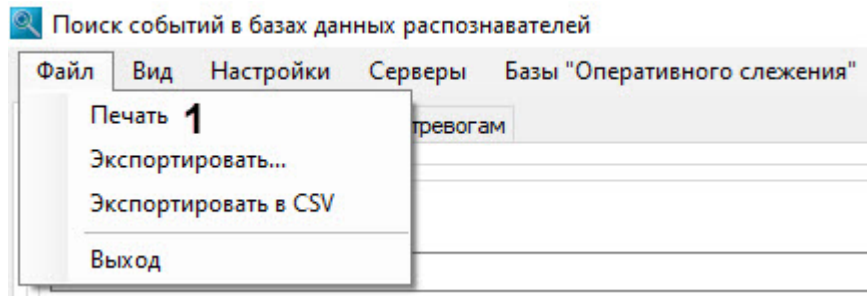 Поиск событий в базах данных распознавателей
Файл Вид Настройки Серверы Базы "Оперативного слежения"
Печать 1
тревогам
Экспортировать...
Экспортировать в CSV
Выход